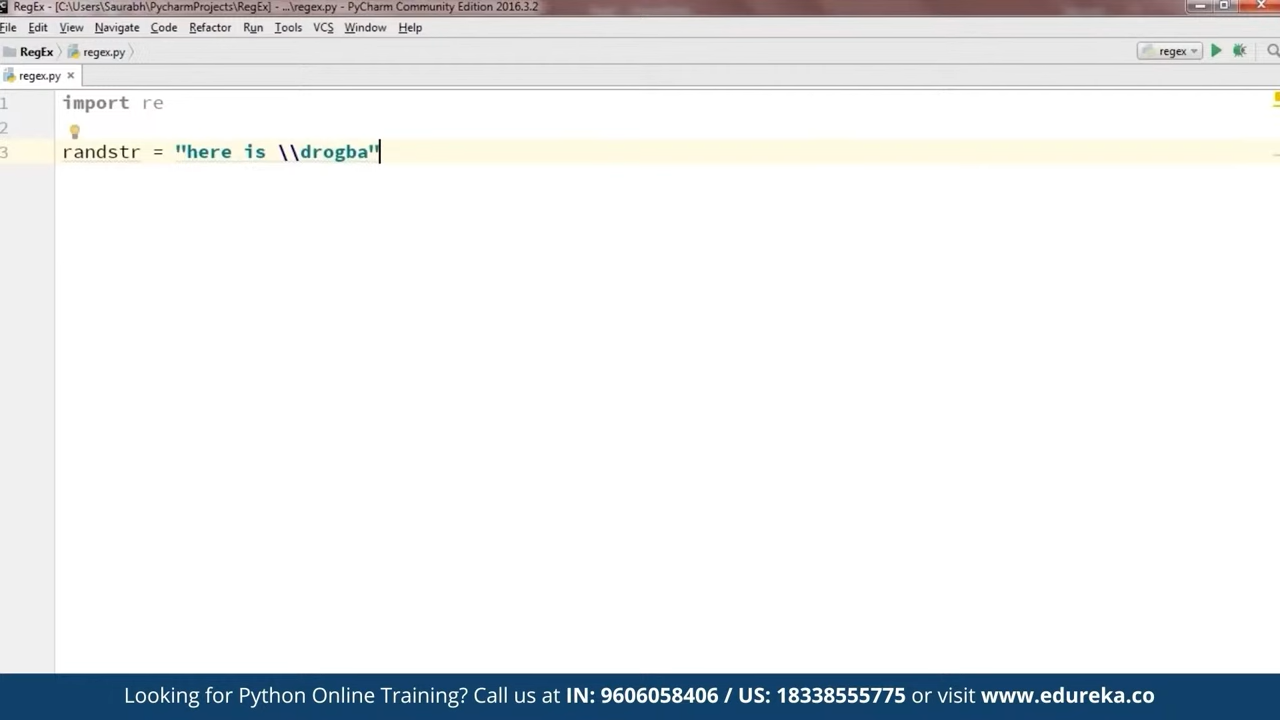 RegEx - [C:\Users\Saurabh\PycharmProjects\RegEx] - ...\regex.py - PyCharm Community Edition 2016.3.2
File Edit View Navigate Code Refactor Run Tools VCS Window Help
RegEx regex.py regex
regex.py
1 import re
2
3 randstr = "here is \\drogba"
Looking for Python Online Training? Call us at IN: 9606058406 / US: 18338555775 or visit www.edureka.co